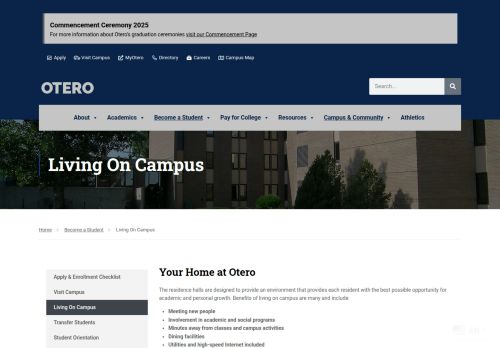 Commencement Ceremony 2025
For more information about Otero's graduation ceremonies visit our Commencement Page
Apply Visit Campus MyOtero Directory Careers Campus Map
OTERO
Search...
About Academics Become a Student Pay for College Resources Campus & Community Athletics
Living On Campus
Home Become a Student Living On Campus
Apply & Enrollment Checklist
Visit Campus
Living On Campus
Transfer Students
Student Orientation
Your Home at Otero
The residence halls are designed to provide an environment that provides each resident with the best possible opportunity for
academic and personal growth. Benefits of living on campus are many and include:
• Meeting new people
• Involvement in academic and social programs
• Minutes away from classes and campus activities
• Dining facilities
• Utilities and high-speed Internet included